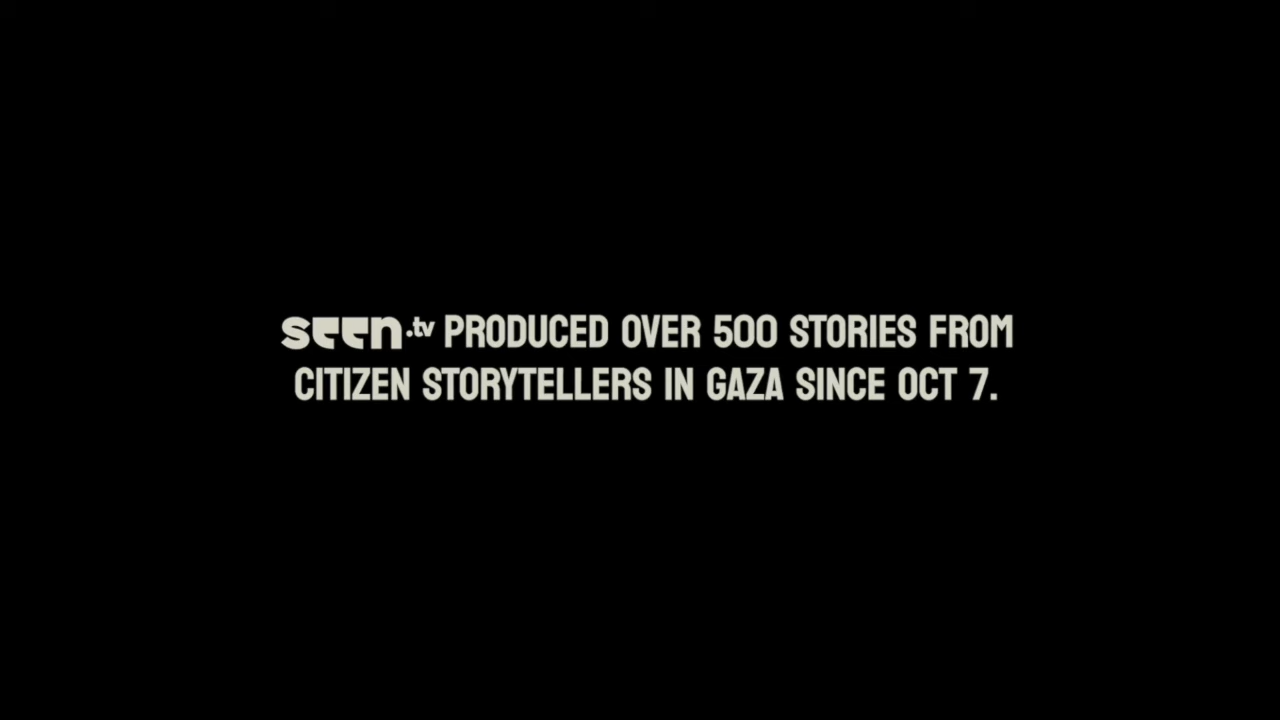 seen.tv PRODUCED OVER 500 STORIES FROM
CITIZEN STORYTELLERS IN GAZA SINCE OCT 7.